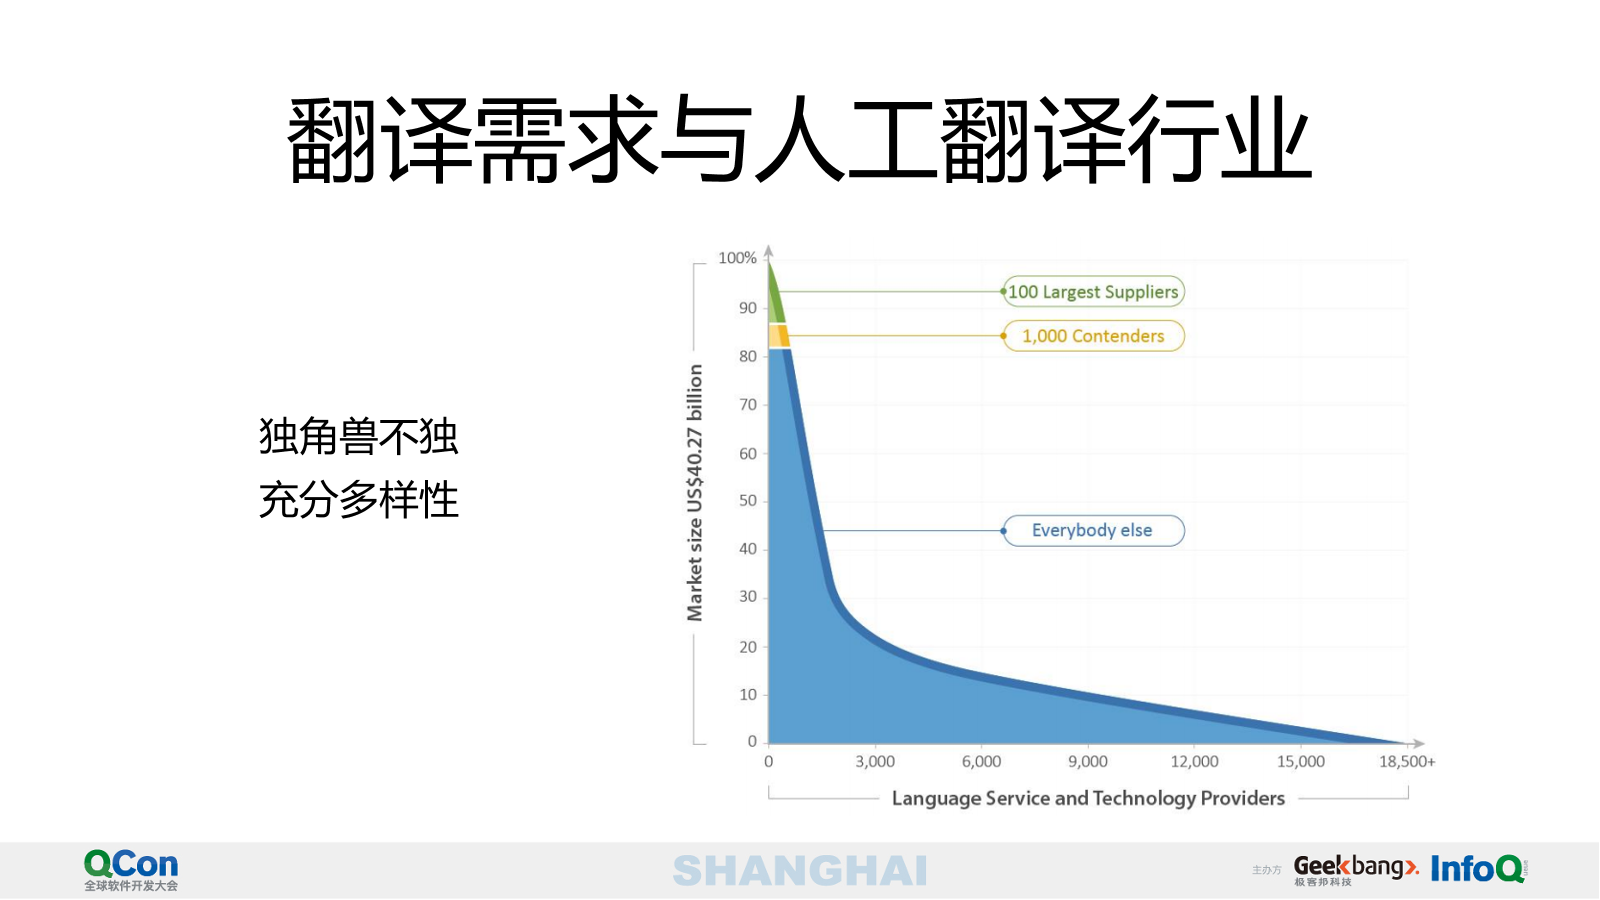 翻译需求与人工翻译行业
独角兽不独
充分多样性
Market size US$40.27 billion
100%
90
80
70
60
50
40
30
20
10
0
100 Largest Suppliers
1,000 Contenders
Everybody else
0 3,000 6,000 9,000 12,000 15,000 18,500+
Language Service and Technology Providers
QCon
全球软件开发大会
SHANGHAI
主办方
Geekbang
极客邦科技
InfoQ